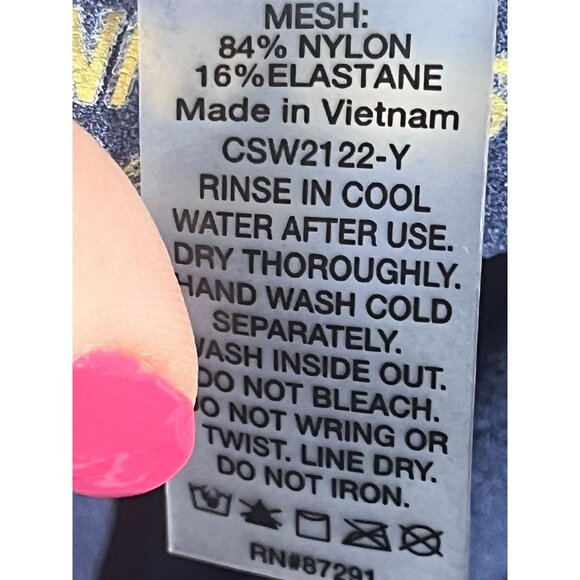 MESH:
84% NYLON
16%ELASTANE
Made in Vietnam
CSW2122-Y
RINSE IN COOL
WATER AFTER USE.
DRY THOROUGHLY.
HAND WASH COLD
SEPARATELY.
WASH INSIDE OUT.
DO NOT BLEACH.
DO NOT WRING OR
TWIST. LINE DRY.
DO NOT IRON.
RN#87291